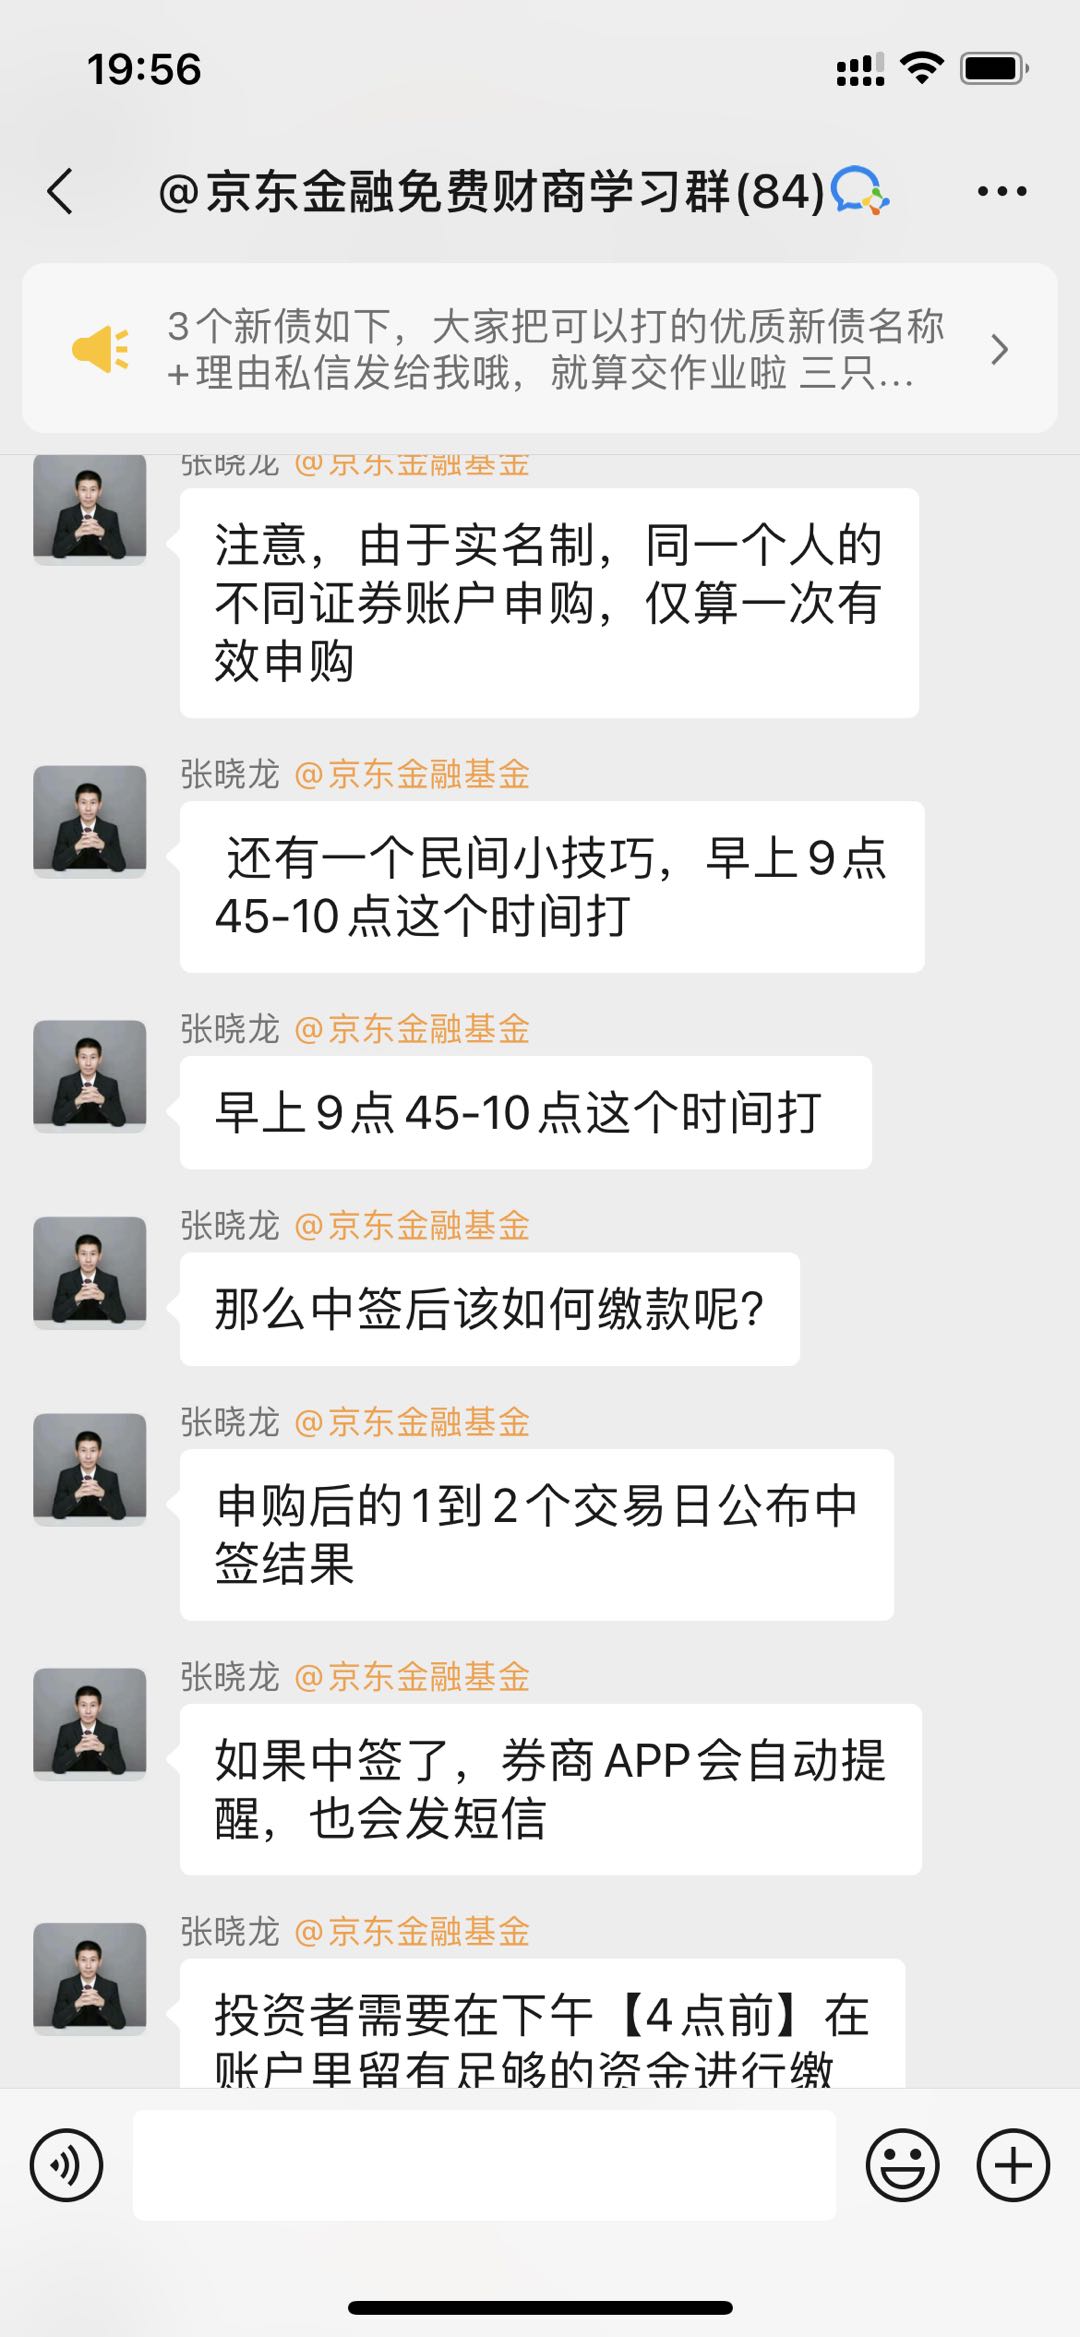 19:56
@京东金融免费财商学习群(84)
3个新债如下，大家把可以打的优质新债名称
+理由私信发给我哦，就算交作业啦 三只...
张晓龙 @京东金融基金
注意，由于实名制，同一个人的
不同证券账户申购，仅算一次有
效申购
张晓龙 @京东金融基金
还有一个民间小技巧，早上9点
45-10点这个时间打
张晓龙 @京东金融基金
早上9点45-10点这个时间打
张晓龙 @京东金融基金
那么中签后该如何缴款呢?
张晓龙 @京东金融基金
申购后的1到2个交易日公布中
签结果
张晓龙 @京东金融基金
如果中签了，券商APP会自动提
醒，也会发短信
张晓龙 @京东金融基金
投资者需要在下午【4点前】在
账户里留有足够的资金进行缴